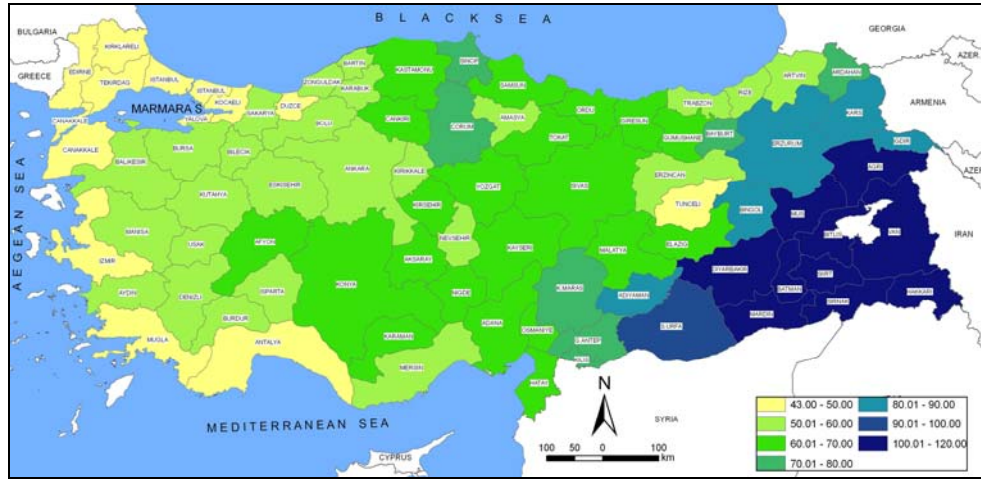 BLACK SEA
BULGARIA
GEORGIA
KIRKLARELI
EDIRNE
TEKIRDAG
ISTANBUL
ISTANBUL
GREECE
KOCAELI
MARMARA S.
YALOVA
SAKARYA
DUZCE
ZONGULDAK
BARTIN
KARABUK
KASTAMONU
SINOP
SAMSUN
ORDU
GIRESUN
TRABZON
RIZE
ARTVIN
ARDAHAN
AZER.
ARMENIA
KARS
IGDIR
AZER
CANAKKALE
CANAKKALE
BALIKESIR
BURSA
BILECIK
BOLU
CANKIRI
CORUM
AMASYA
TOKAT
GUMUSHANE
BAYBURT
ERZURUM
AGRI
ANKARA
KIRIKKALE
ESKISEHIR
KUTAHYA
YOZGAT
SIVAS
ERZINCAN
TUNCELI
BINGOL
MUS
BITLIS
VAN
IRAN
AEGEAN SEA
MANISA
USAK
AFYON
KIRSEHIR
NEVSEHIR
KAYSERI
MALATYA
ELAZIG
DIYARBAKIR
BATMAN
SIIRT
SIRNAK
HAKKARI
MARDIN
IZMIR
AYDIN
DENIZLI
ISPARTA
BURDUR
KONYA
AKSARAY
NIGDE
K.MARAS
ADIYAMAN
S.URFA
MUGLA
ANTALYA
KARAMAN
MERSIN
ADANA
OSMANIYE
G.ANTEP
KILIS
HATAY
MEDITERRANEAN SEA
CYPRUS
SYRIA
N
100 50 0 100
km
43.00 - 50.00
50.01 - 60.00
60.01 - 70.00
70.01 - 80.00
80.01 - 90.00
90.01 - 100.00
100.01 - 120.00